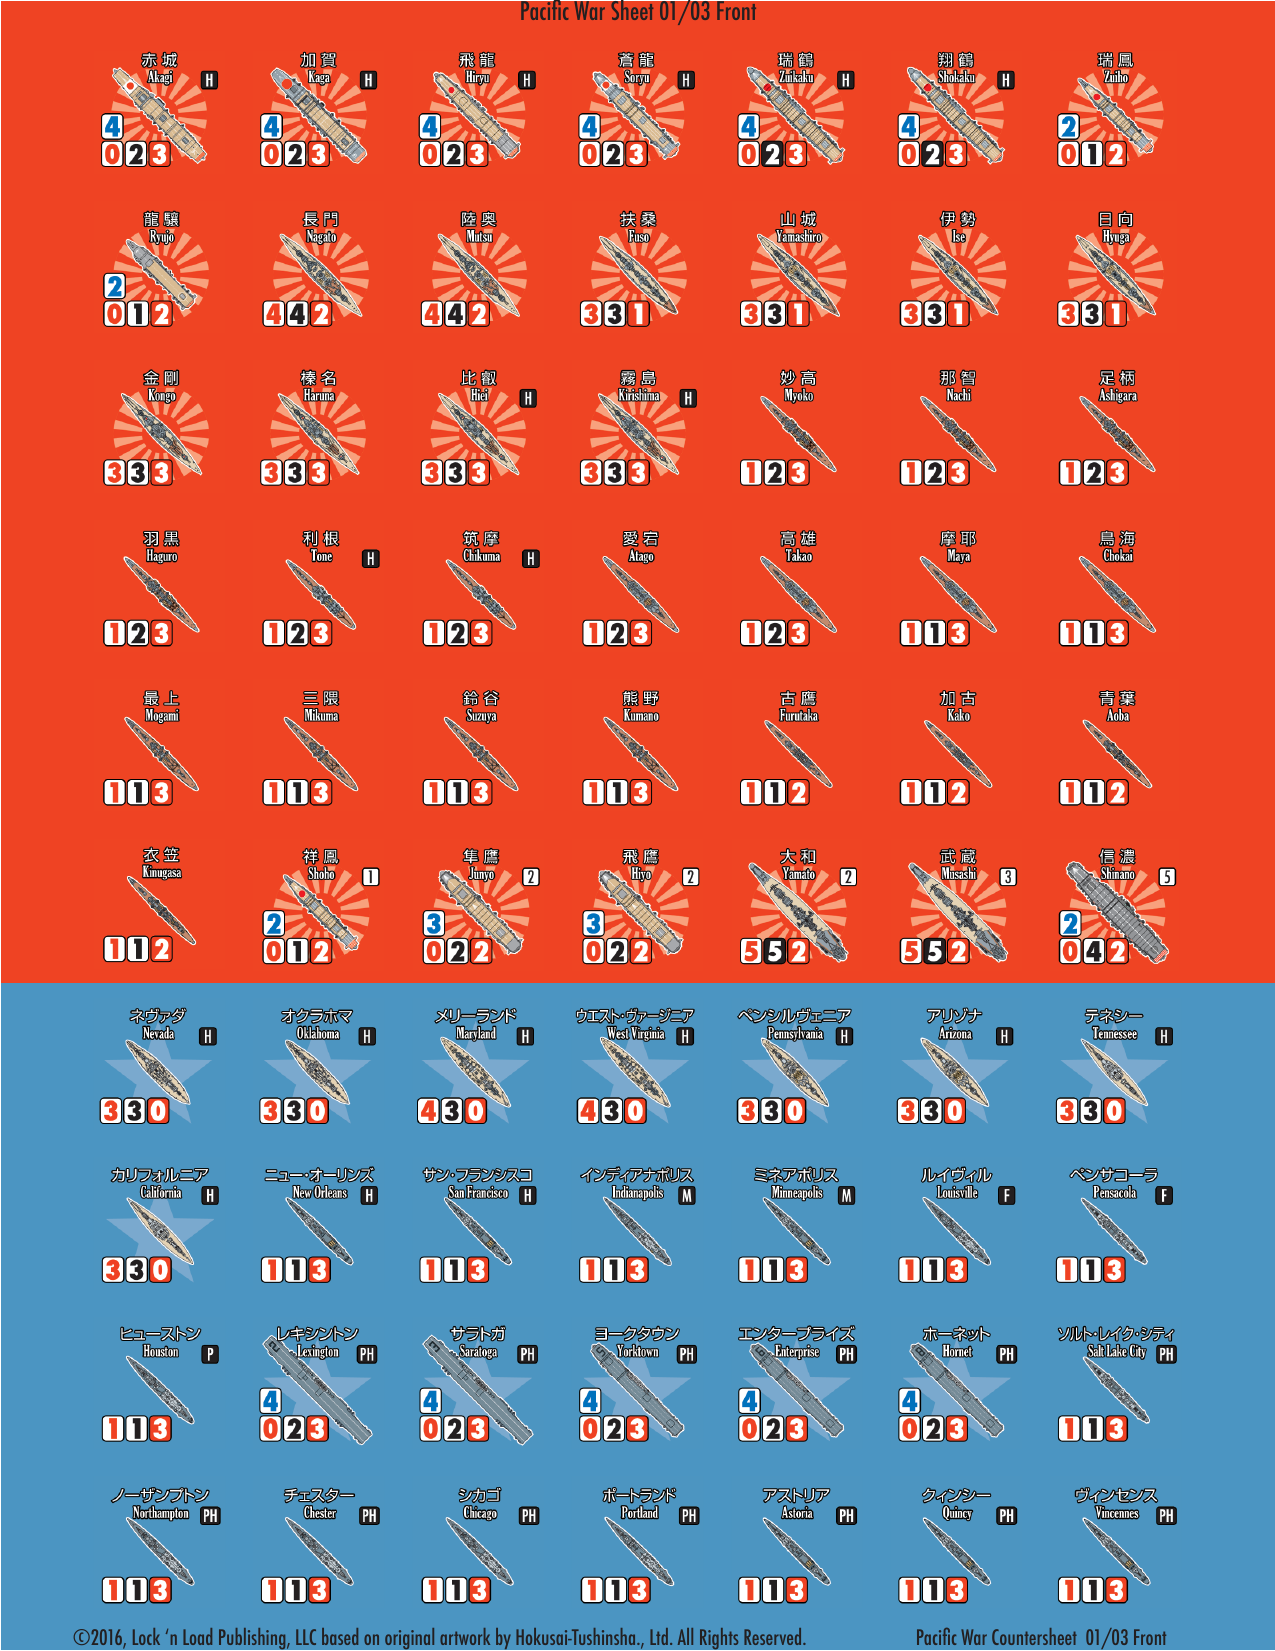 Pacific War Sheet 01/03 Front
赤城 加賀 飛龍 蒼龍 瑞鶴 翔鶴 瑞鳳
Akagi H Kaga H Hiryu H Soryu H Zuikaku H Shokaku H Zuiho
4 4 4 4 4 4 2
0 2 3 0 2 3 0 2 3 0 2 3 0 2 3 0 2 3 0 1 2
龍驤 長門 陸奥 扶桑 山城 伊勢 日向
Ryujo Nagato Mutsu Fuso Yamashiro Ise Hyuga
2
0 1 2 4 4 2 4 4 2 3 3 1 3 3 1 3 3 1 3 3 1
金剛 榛名 比叡 霧島 妙高 那智 足柄
Kongo Haruna Hiei H Kirishima H Myoko Nachi Ashigara
3 3 3 3 3 3 3 3 3 3 3 3 1 2 3 1 2 3 1 2 3
羽黒 利根 筑摩 愛宕 高雄 摩耶 鳥海
Haguro Tone H Chikuma H Atago Takao Maya Chokai
1 2 3 1 2 3 1 2 3 1 2 3 1 2 3 1 1 3 1 1 3
最上 三隈 鈴谷 熊野 古鷹 加古 青葉
Mogami Mikuma Suzuya Kumano Furutaka Kako Aoba
1 1 3 1 1 3 1 1 3 1 1 3 1 1 2 1 1 2 1 1 2
衣笠 祥鳳 隼鷹 飛鷹 大和 武蔵 信濃
Kinugasa Shoho 1 Junyo 2 Hiyo 2 Yamato 2 Musashi 3 Shinano 5
2 3 3 2
1 1 2 0 1 2 0 2 2 0 2 2 5 5 2 5 5 2 0 4 2
ネヴァダ オクラホマ メリーランド ウエスト・ヴァージニア ペンシルヴェニア アリゾナ テネシー
Nevada H Oklahoma H Maryland H West Virginia H Pennsylvania H Arizona H Tennessee H
3 3 0 3 3 0 4 3 0 4 3 0 3 3 0 3 3 0 3 3 0
カリフォルニア ニュー・オーリンズ サン・フランシスコ インディアナポリス ミネアポリス ルイヴィル ペンサコーラ
California H New Orleans H San Francisco H Indianapolis M Minneapolis M Louisville F Pensacola F
3 3 0 1 1 3 1 1 3 1 1 3 1 1 3 1 1 3 1 1 3
ヒューストン レキシントン サラトガ ヨークタウン エンタープライズ ホーネット ソルト・レイク・シティ
Houston P Lexington PH Saratoga PH Yorktown PH Enterprise PH Hornet PH Salt Lake City PH
4 4 4 4 4
1 1 3 0 2 3 0 2 3 0 2 3 0 2 3 0 2 3 1 1 3
ノーザンプトン チェスター シカゴ ポートランド アストリア クィンシー ヴィンセンス
Northampton PH Chester PH Chicago PH Portland PH Astoria PH Quincy PH Vincennes PH
1 1 3 1 1 3 1 1 3 1 1 3 1 1 3 1 1 3 1 1 3
©2016, Lock ‘n Load Publishing, LLC based on original artwork by Hokusai-Tushinsha., Ltd. All Rights Reserved. Pacific War Countersheet 01/03 Front